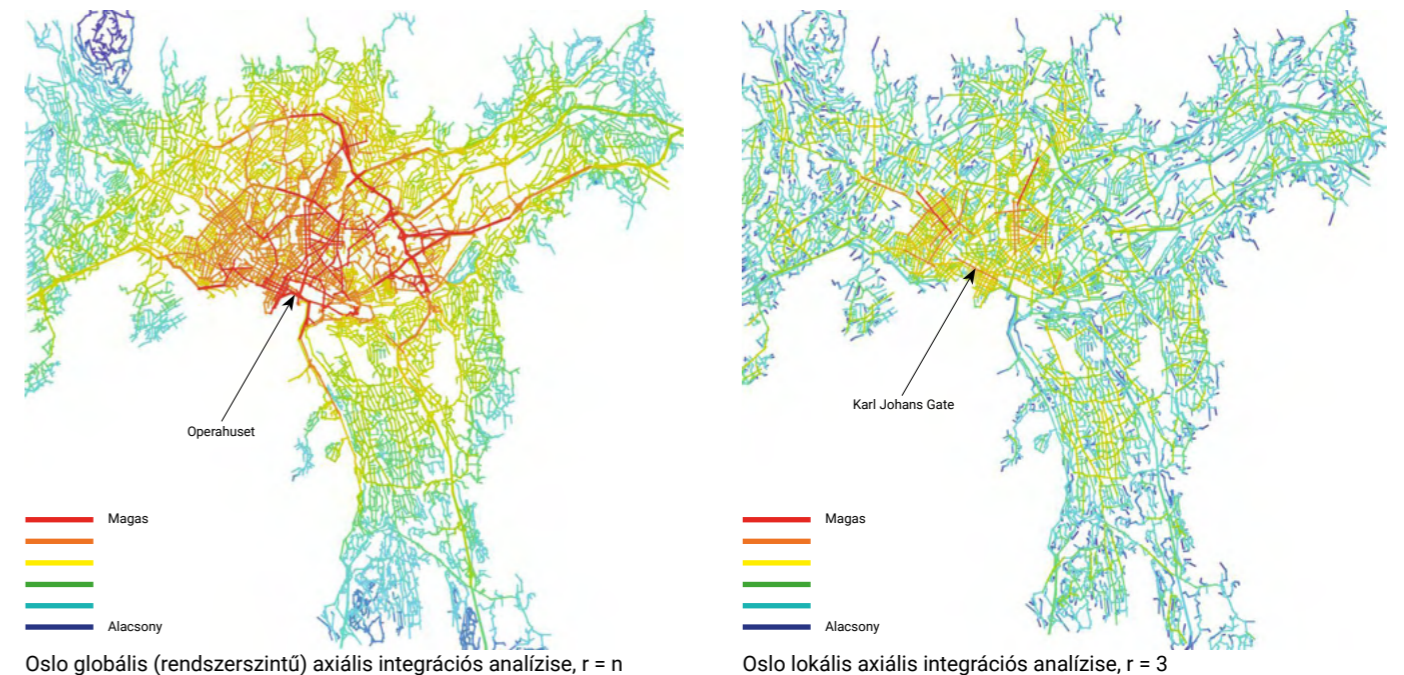 Operahuset
Magas
Alacsony
Oslo globális (rendszerszintű) axiális integrációs analízise, r = n
Karl Johans Gate
Magas
Alacsony
Oslo lokális axiális integrációs analízise, r = 3